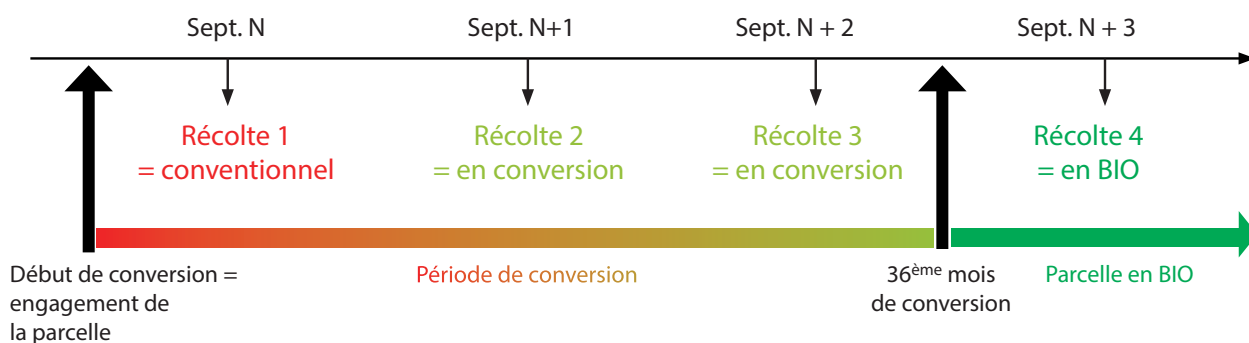 Sept. N
Sept. N+1
Sept. N + 2
Sept. N + 3
Récolte 1
= conventionnel
Récolte 2
= en conversion
Récolte 3
= en conversion
Récolte 4
= en BIO
Début de conversion =
engagement de
la parcelle
Période de conversion
36ème mois
de conversion
Parcelle en BIO